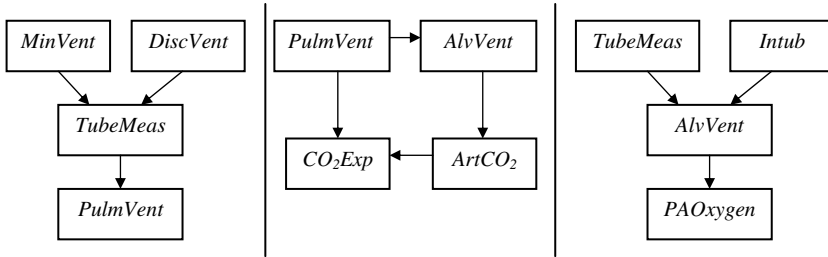 MinVent
DiscVent
TubeMeas
PulmVent
PulmVent
AlvVent
CO₂Exp
ArtCO₂
TubeMeas
Intub
AlvVent
PAOxygen